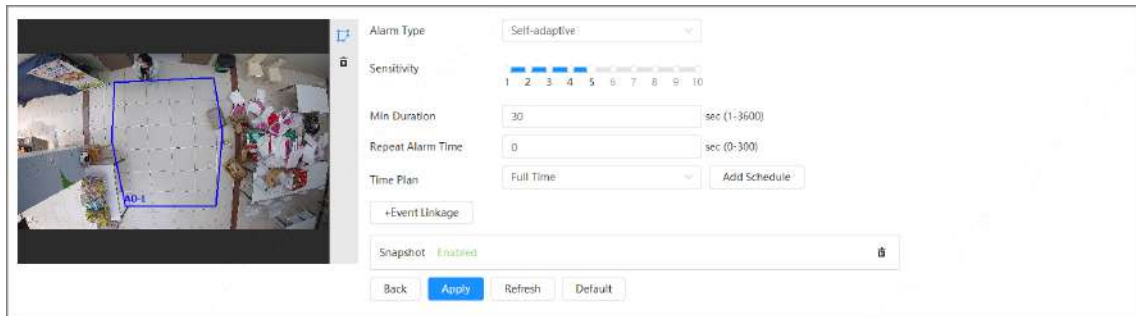 Alarm Type Self-adaptive
Sensitivity
1 2 3 4 5 6 7 8 9 10
Min Duration 30 sec (1-3600)
Repeat Alarm Time 0 sec (0-300)
Time Plan Full Time Add Schedule
+Event Linkage
AD-1
Snapshot Enabled
Back Apply Refresh Default